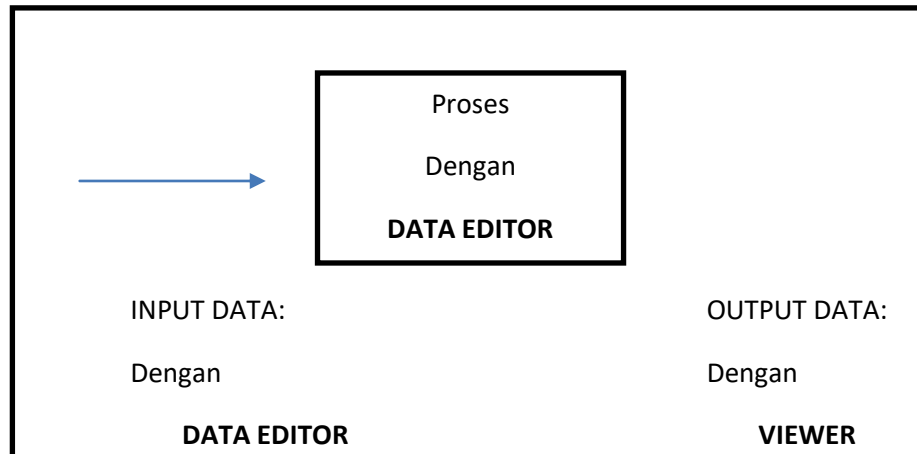 Proses
Dengan
DATA EDITOR
INPUT DATA:
OUTPUT DATA:
Dengan
Dengan
DATA EDITOR
VIEWER